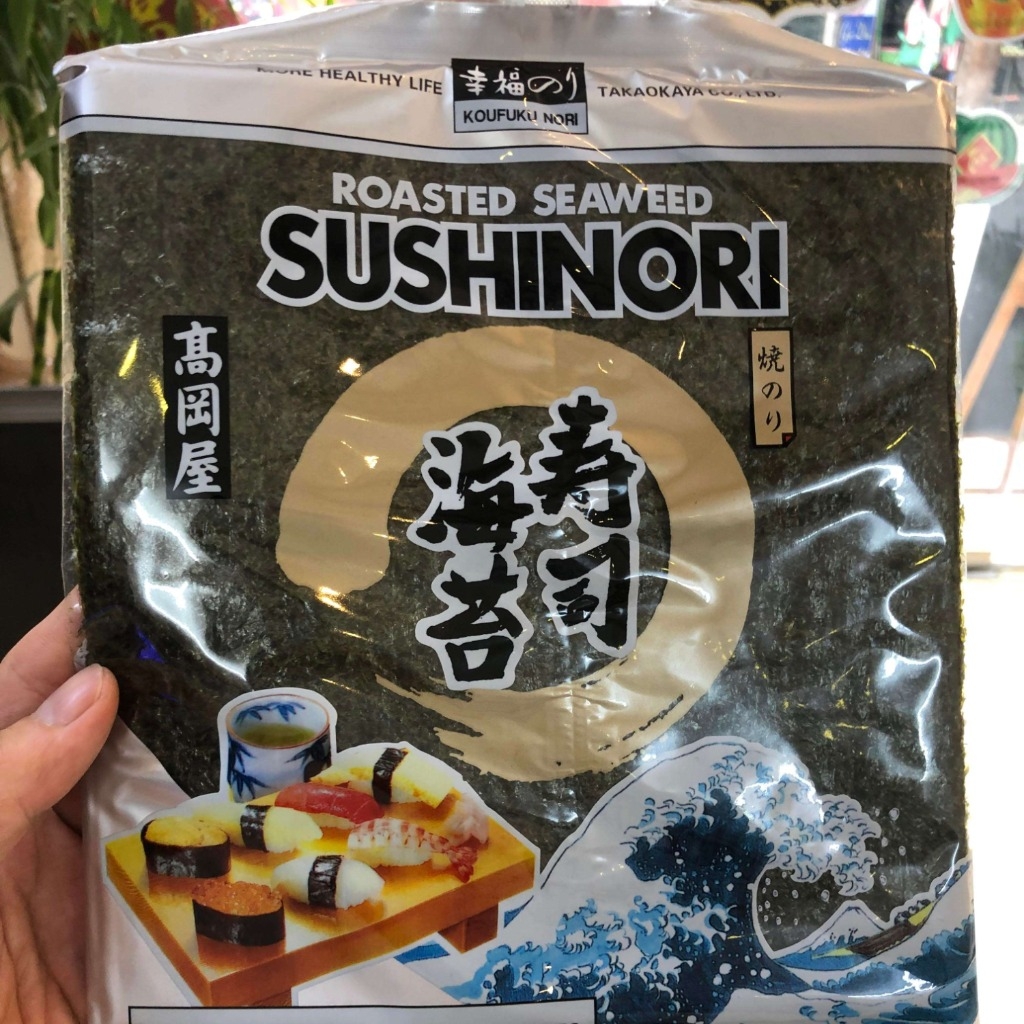 MORE HEALTHY LIFE
幸福のり
KOUFUKU NORI
TAKAOKAYA CO., LTD.
ROASTED SEAWEED
SUSHINORI
髙岡屋
焼のり
寿司
海苔